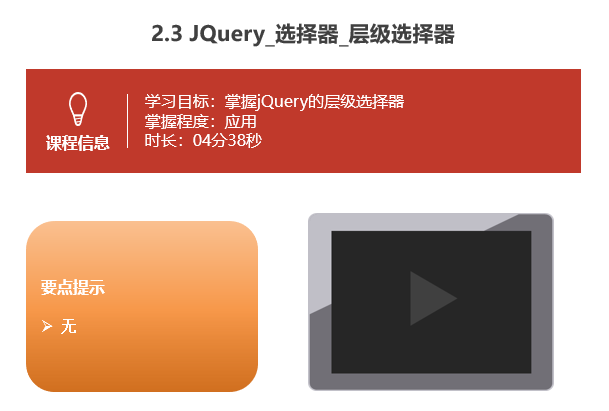 2.3 JQuery_选择器_层级选择器
课程信息
学习目标：掌握jQuery的层级选择器
掌握程度：应用
时长：04分38秒
要点提示
➢ 无